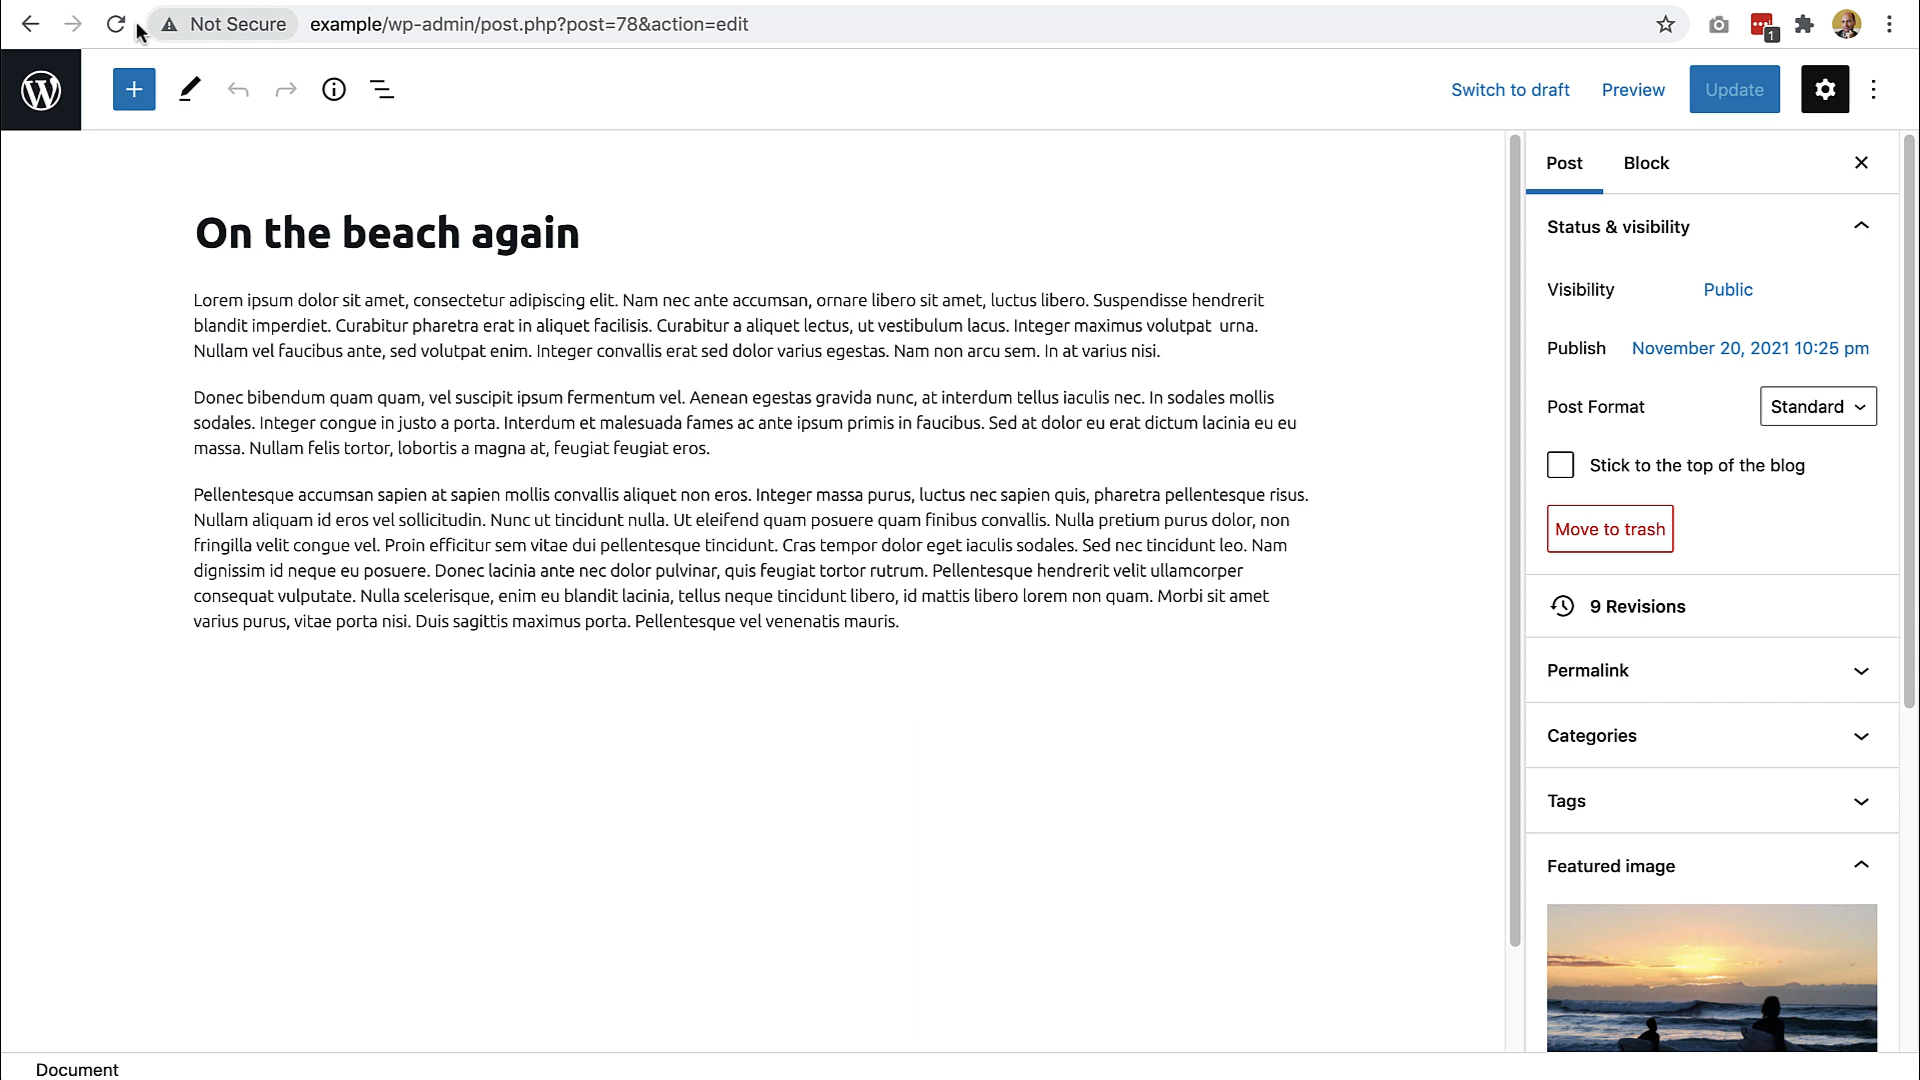 Not Secure example/wp-admin/post.php?post=78&action=edit
1
Switch to draft Preview Update
On the beach again
Lorem ipsum dolor sit amet, consectetur adipiscing elit. Nam nec ante accumsan, ornare libero sit amet, luctus libero. Suspendisse hendrerit
blandit imperdiet. Curabitur pharetra erat in aliquet facilisis. Curabitur a aliquet lectus, ut vestibulum lacus. Integer maximus volutpat  urna.
Nullam vel faucibus ante, sed volutpat enim. Integer convallis erat sed dolor varius egestas. Nam non arcu sem. In at varius nisi.
Donec bibendum quam quam, vel suscipit ipsum fermentum vel. Aenean egestas gravida nunc, at interdum tellus iaculis nec. In sodales mollis
sodales. Integer congue in justo a porta. Interdum et malesuada fames ac ante ipsum primis in faucibus. Sed at dolor eu erat dictum lacinia eu eu
massa. Nullam felis tortor, lobortis a magna at, feugiat feugiat eros.
Pellentesque accumsan sapien at sapien mollis convallis aliquet non eros. Integer massa purus, luctus nec sapien quis, pharetra pellentesque risus.
Nullam aliquam id eros vel sollicitudin. Nunc ut tincidunt nulla. Ut eleifend quam posuere quam finibus convallis. Nulla pretium purus dolor, non
fringilla velit congue vel. Proin efficitur sem vitae dui pellentesque tincidunt. Cras tempor dolor eget iaculis sodales. Sed nec tincidunt leo. Nam
dignissim id neque eu posuere. Donec lacinia ante nec dolor pulvinar, quis feugiat tortor rutrum. Pellentesque hendrerit velit ullamcorper
consequat vulputate. Nulla scelerisque, enim eu blandit lacinia, tellus neque tincidunt libero, id mattis libero lorem non quam. Morbi sit amet
varius purus, vitae porta nisi. Duis sagittis maximus porta. Pellentesque vel venenatis mauris.
Post Block
Status & visibility
Visibility Public
Publish November 20, 2021 10:25 pm
Post Format Standard
Stick to the top of the blog
Move to trash
9 Revisions
Permalink
Categories
Tags
Featured image
Document